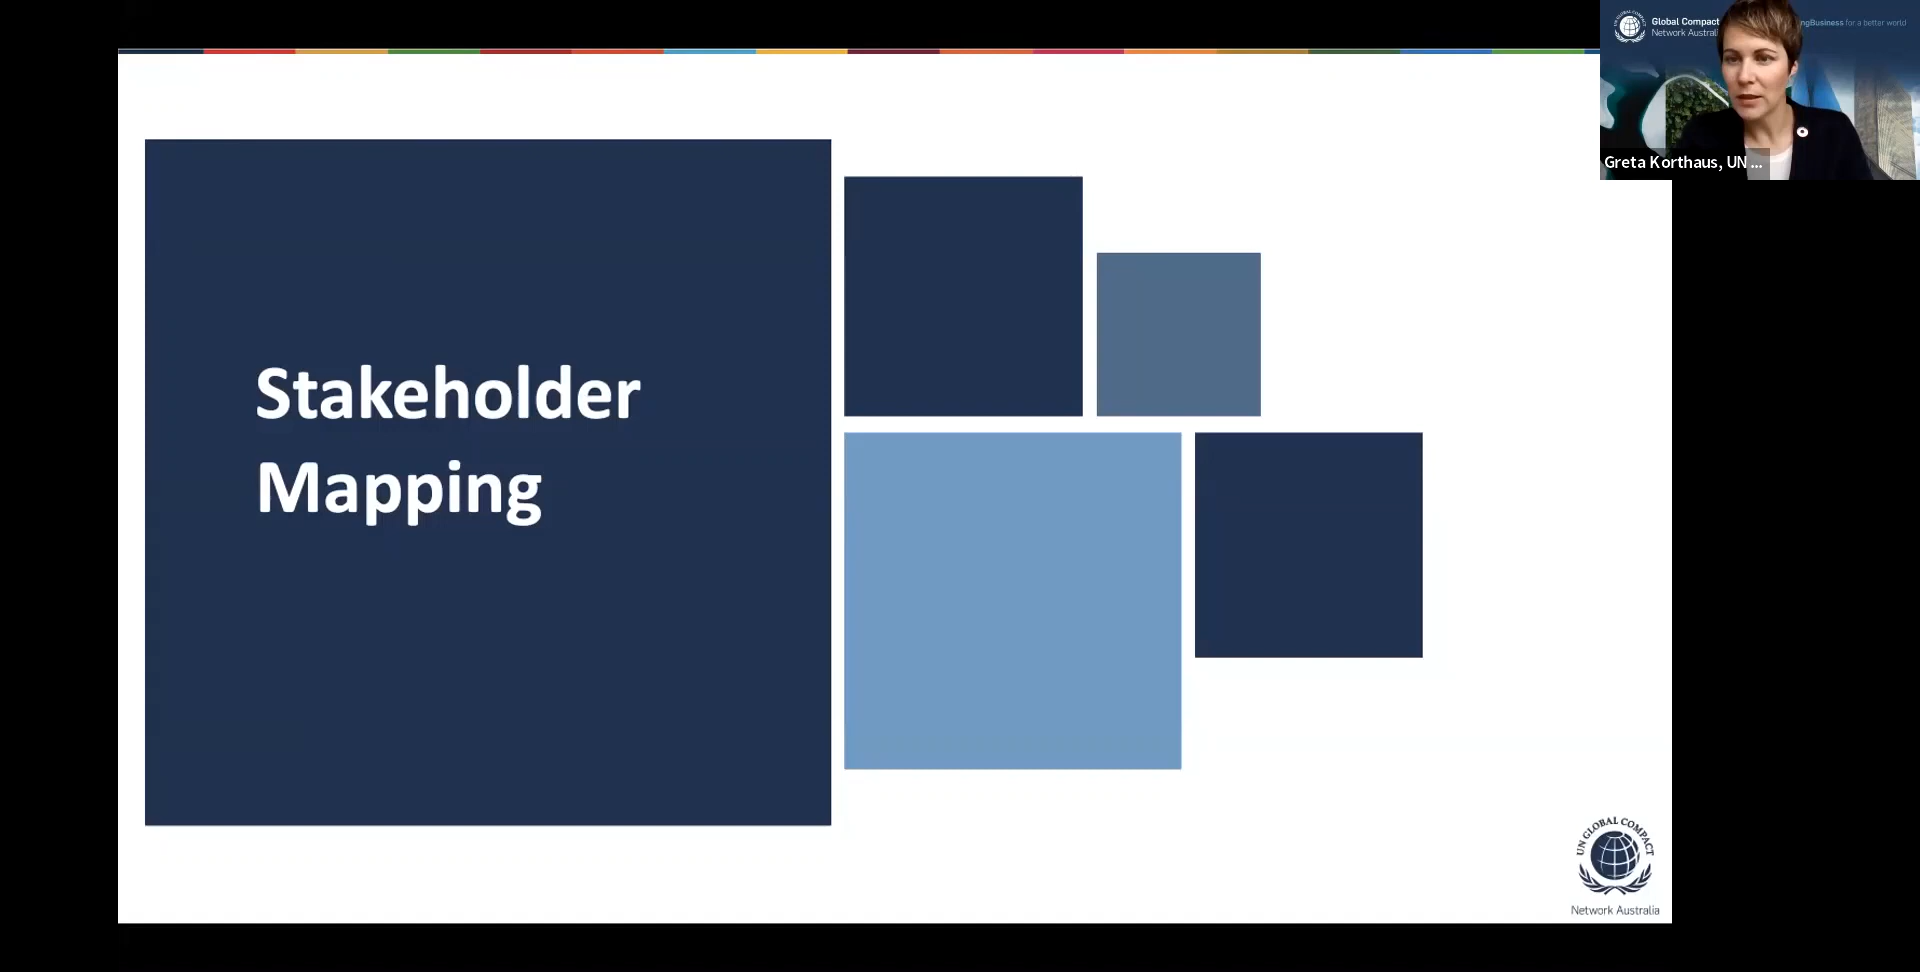 Global Compact
Network Australi
ngBusiness for a better world
Greta Korthaus, UN ...
Stakeholder
Mapping
UN GLOBAL COMPACT
Network Australia